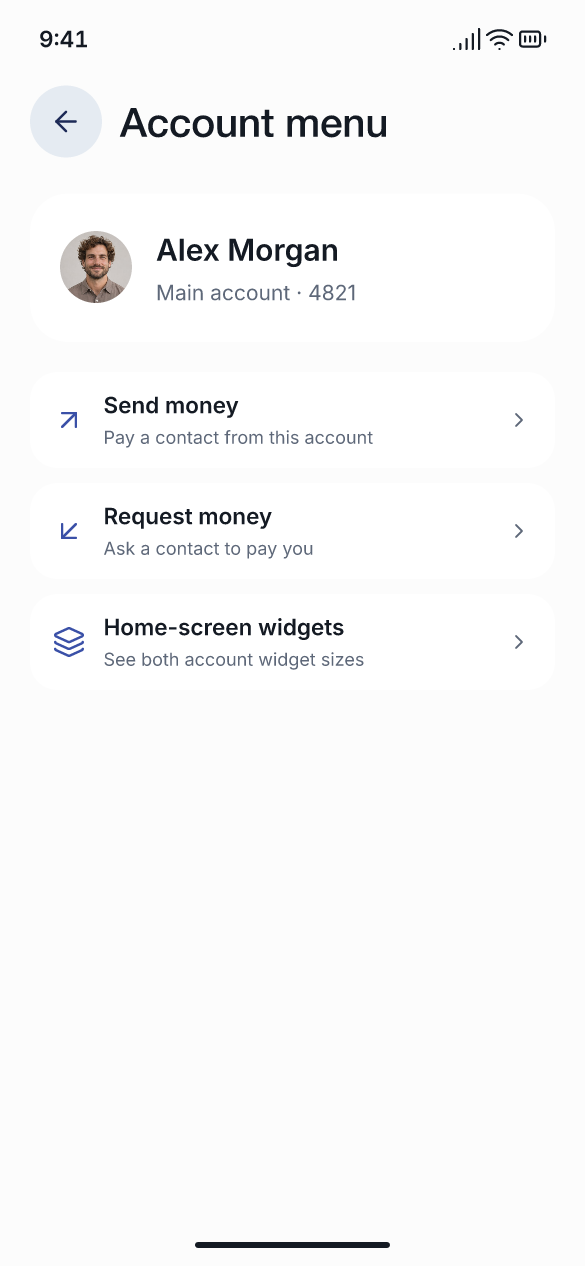 9:41
Account menu
Alex Morgan
Main account · 4821
Send money
Pay a contact from this account
Request money
Ask a contact to pay you
Home-screen widgets
See both account widget sizes